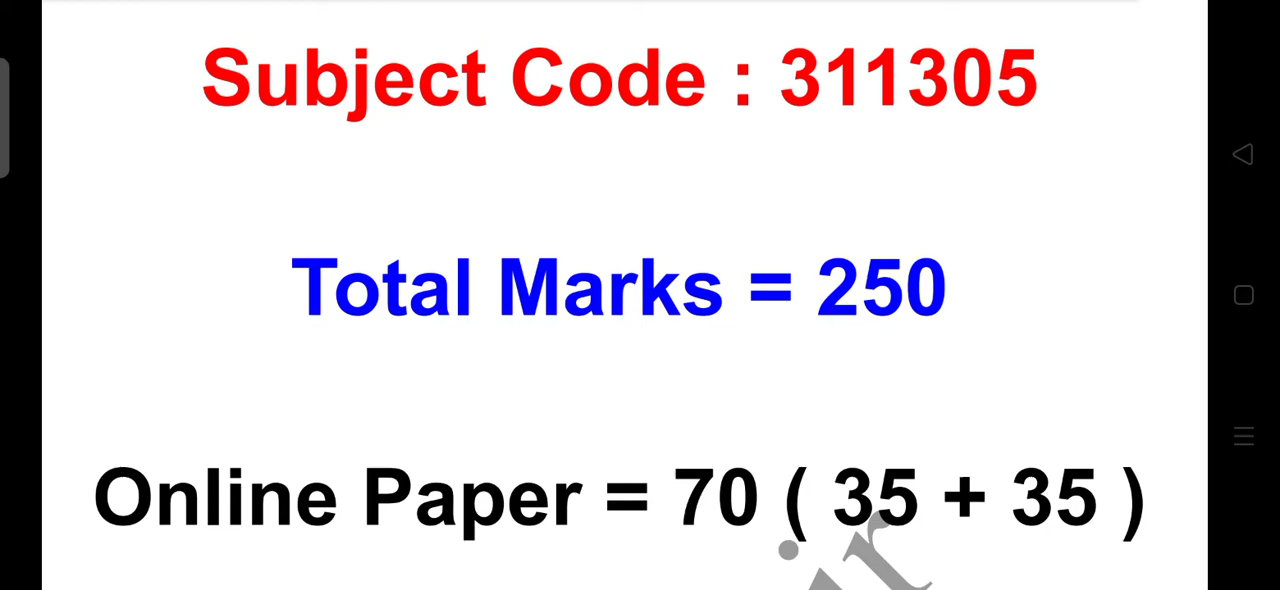 Subject Code : 311305
Total Marks = 250
Online Paper = 70 ( 35 + 35 )